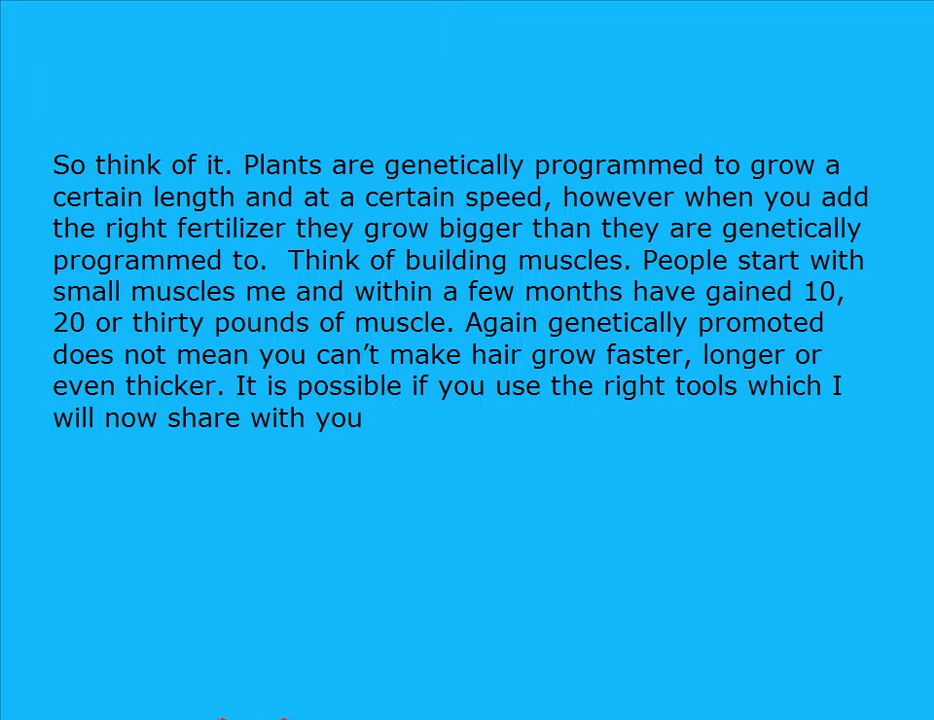 So think of it. Plants are genetically programmed to grow a
certain length and at a certain speed, however when you add
the right fertilizer they grow bigger than they are genetically
programmed to.  Think of building muscles. People start with
small muscles me and within a few months have gained 10,
20 or thirty pounds of muscle. Again genetically promoted
does not mean you can’t make hair grow faster, longer or
even thicker. It is possible if you use the right tools which I
will now share with you